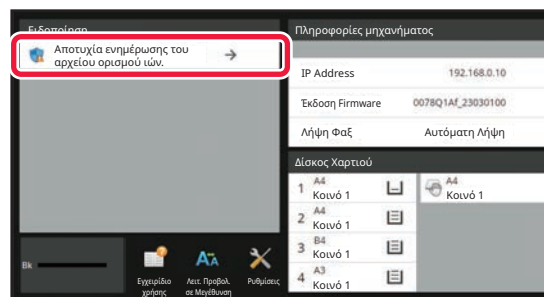 Ειδοποίηση
Αποτυχία ενημέρωσης του
αρχείου ορισμού ιών.
Bk
Εγχειρίδιο
χρήσης
Λειτ. Προβολ.
σε Μεγέθυνση
Ρυθμίσεις
Πληροφορίες μηχανήματος
IP Address 192.168.0.10
Έκδοση Firmware 0078Q1Af_23030100
Λήψη Φαξ Αυτόματη Λήψη
Δίσκος Χαρτιού
1 A4
Κοινό 1
A4
Κοινό 1
2 A4
Κοινό 1
3 B4
Κοινό 1
4 A3
Κοινό 1